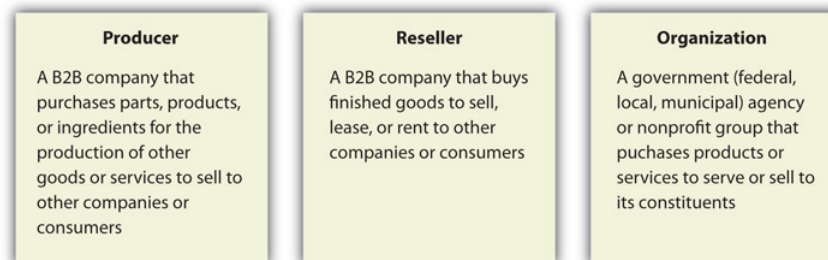 Producer
A B2B company that
purchases parts, products,
or ingredients for the
production of other
goods or services to sell to
other companies or
consumers
Reseller
A B2B company that buys
finished goods to sell,
lease, or rent to other
companies or consumers
Organization
A government (federal,
local, municipal) agency
or nonprofit group that
puchases products or
services to serve or sell to
its constituents